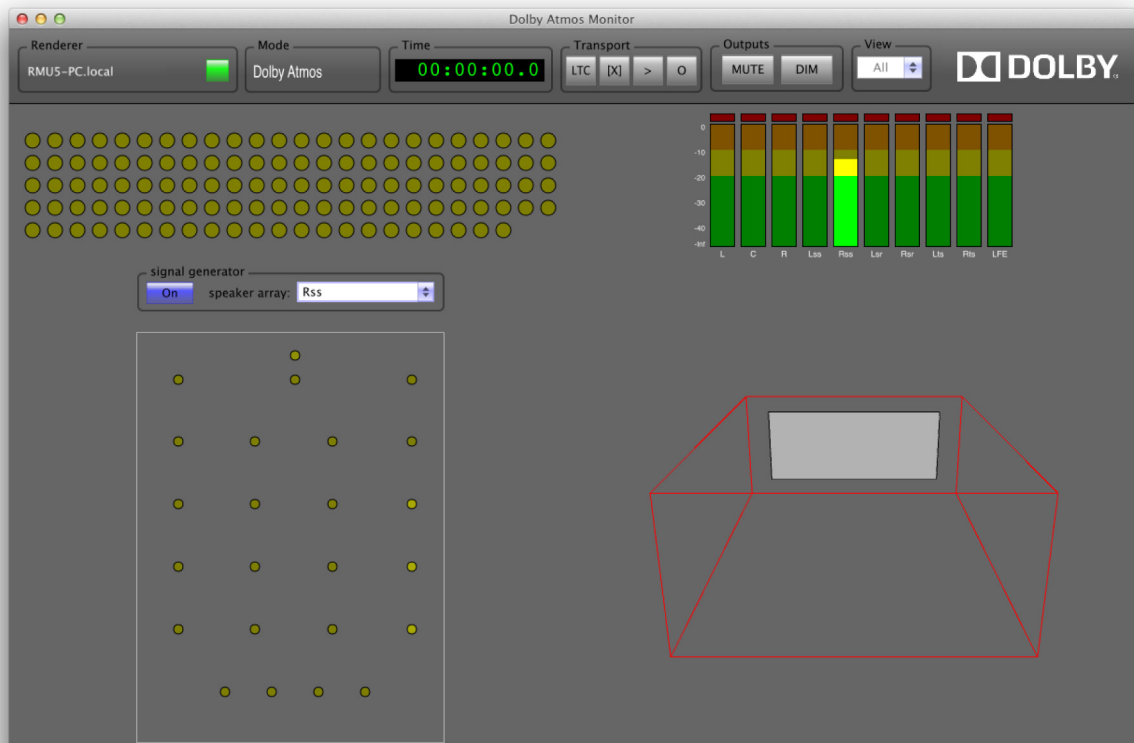 Dolby Atmos Monitor
Renderer
RMU5-PC.local
Mode
Dolby Atmos
Time
00:00:00.0
Transport
LTC [X] > O
Outputs
MUTE DIM
View
All
DOLBY
0
-10
-20
-30
-40
-Inf
L C R Lss Rss Lsr Rsr Lts Rts LFE
signal generator
On speaker array: Rss